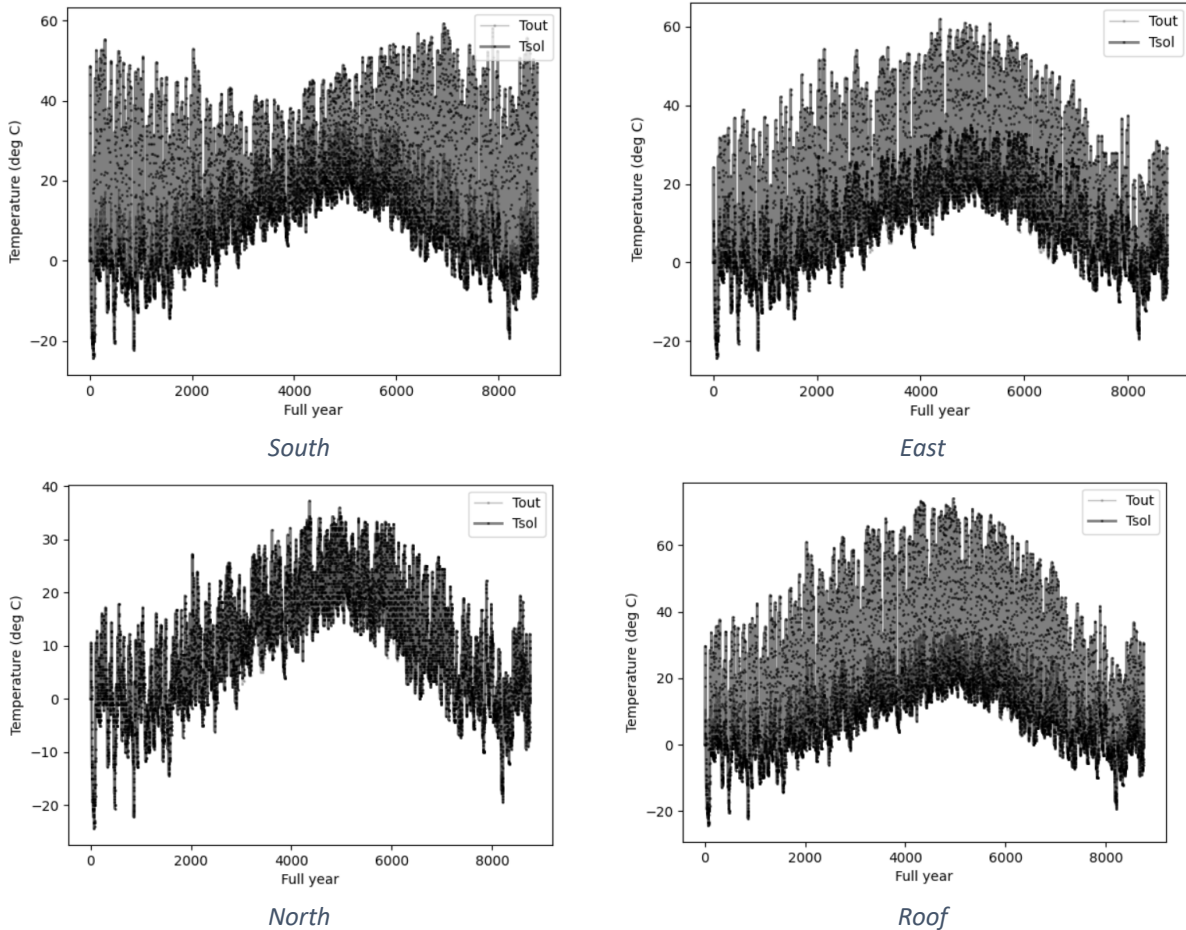 60
40
20
0
−20
Temperature (deg C)
0 2000 4000 6000 8000
Full year
Tout
Tsol
South
60
40
20
0
−20
Temperature (deg C)
0 2000 4000 6000 8000
Full year
Tout
Tsol
East
40
30
20
10
0
−10
−20
Temperature (deg C)
0 2000 4000 6000 8000
Full year
Tout
Tsol
North
60
40
20
0
−20
Temperature (deg C)
0 2000 4000 6000 8000
Full year
Tout
Tsol
Roof